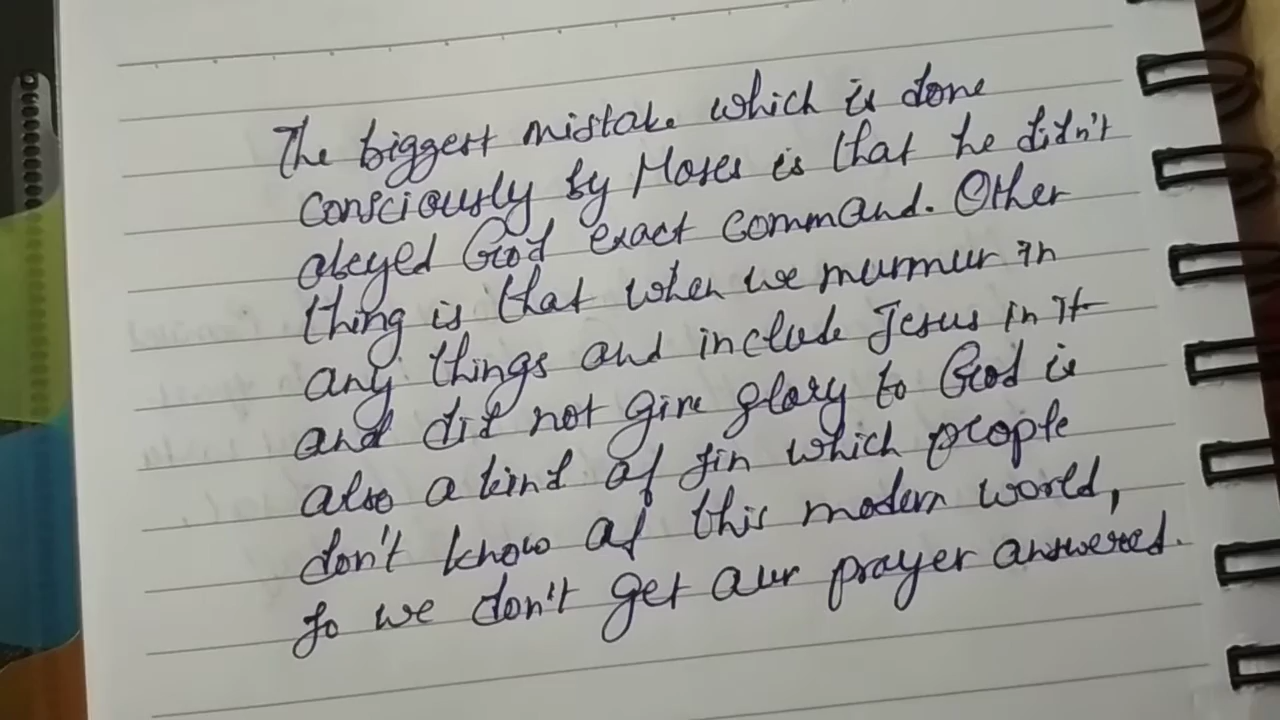 The biggest mistake which is done
consciously by Moses is that he didn't
obeyed God exact command. Other
thing is that when we murmur in
any things and include Jesus in it
and did not give glory to God is
also a kind of sin which people
don't know of this modern world,
so we don't get our prayer answered.